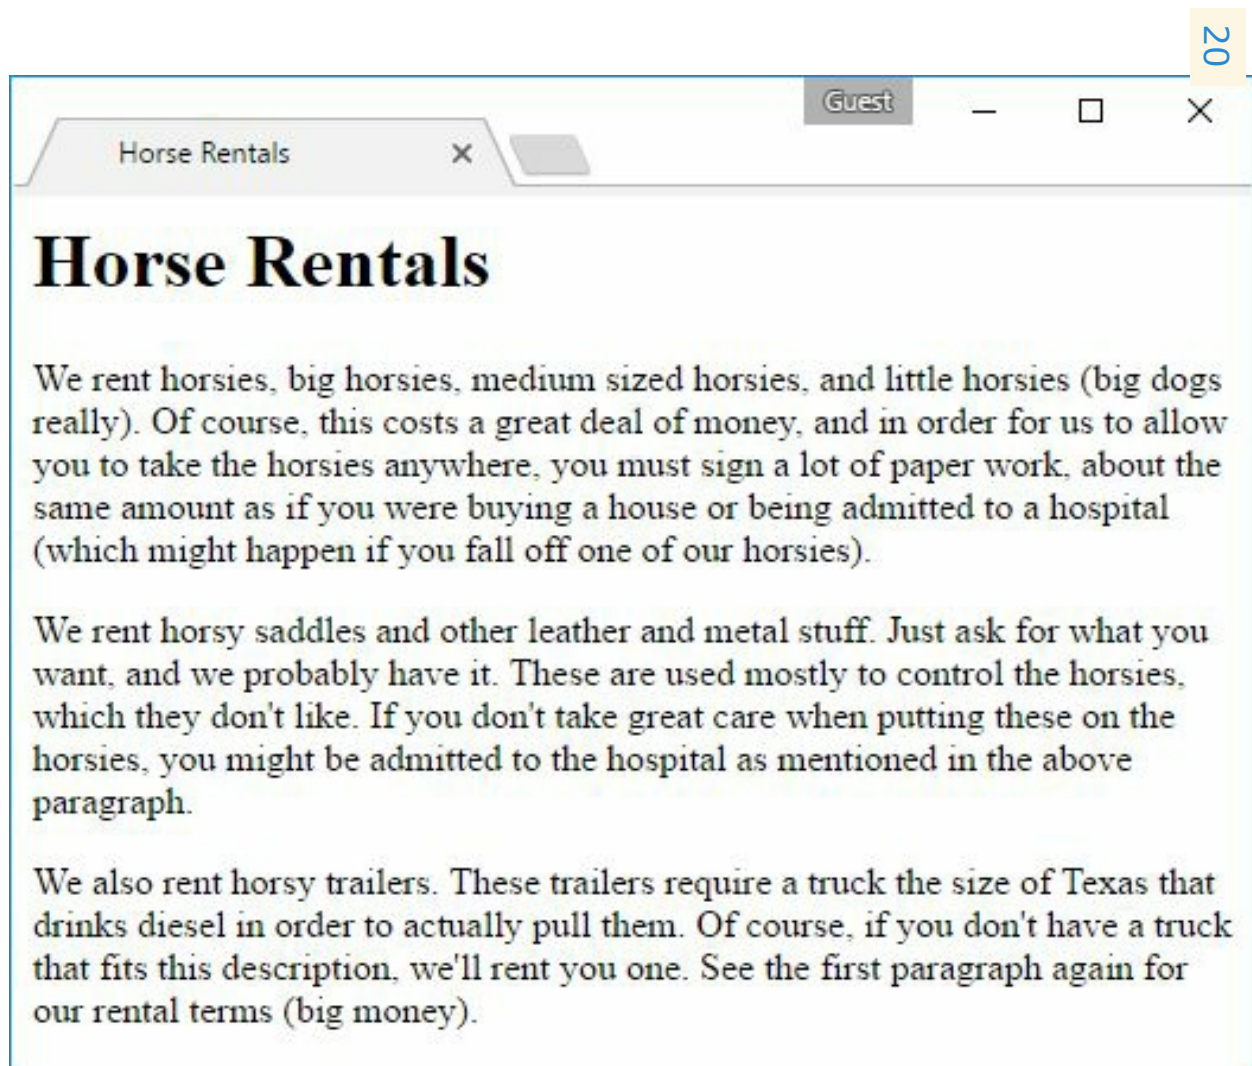 20
Guest
Horse Rentals
Horse Rentals
We rent horsies, big horsies, medium sized horsies, and little horsies (big dogs
really). Of course, this costs a great deal of money, and in order for us to allow
you to take the horsies anywhere, you must sign a lot of paper work, about the
same amount as if you were buying a house or being admitted to a hospital
(which might happen if you fall off one of our horsies).
We rent horsy saddles and other leather and metal stuff. Just ask for what you
want, and we probably have it. These are used mostly to control the horsies,
which they don't like. If you don't take great care when putting these on the
horsies, you might be admitted to the hospital as mentioned in the above
paragraph.
We also rent horsy trailers. These trailers require a truck the size of Texas that
drinks diesel in order to actually pull them. Of course, if you don't have a truck
that fits this description, we'll rent you one. See the first paragraph again for
our rental terms (big money).